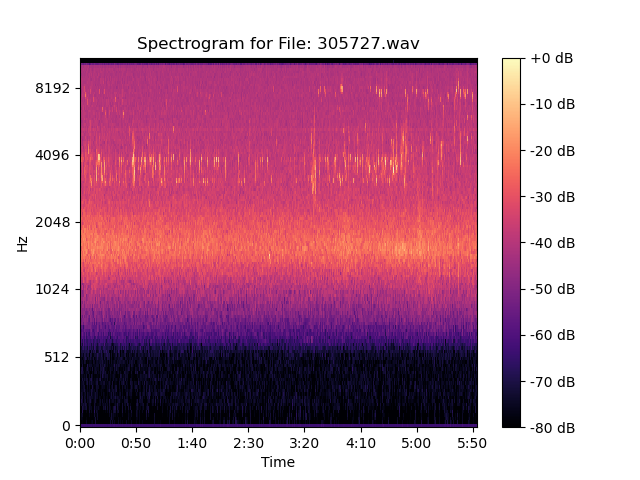 Spectrogram for File: 305727.wav
+0 dB
8192
-10 dB
4096
-20 dB
-30 dB
2048
-40 dB
Hz
1024
-50 dB
-60 dB
512
-70 dB
0
-80 dB
0:00 0:50 1:40 2:30 3:20 4:10 5:00 5:50
Time